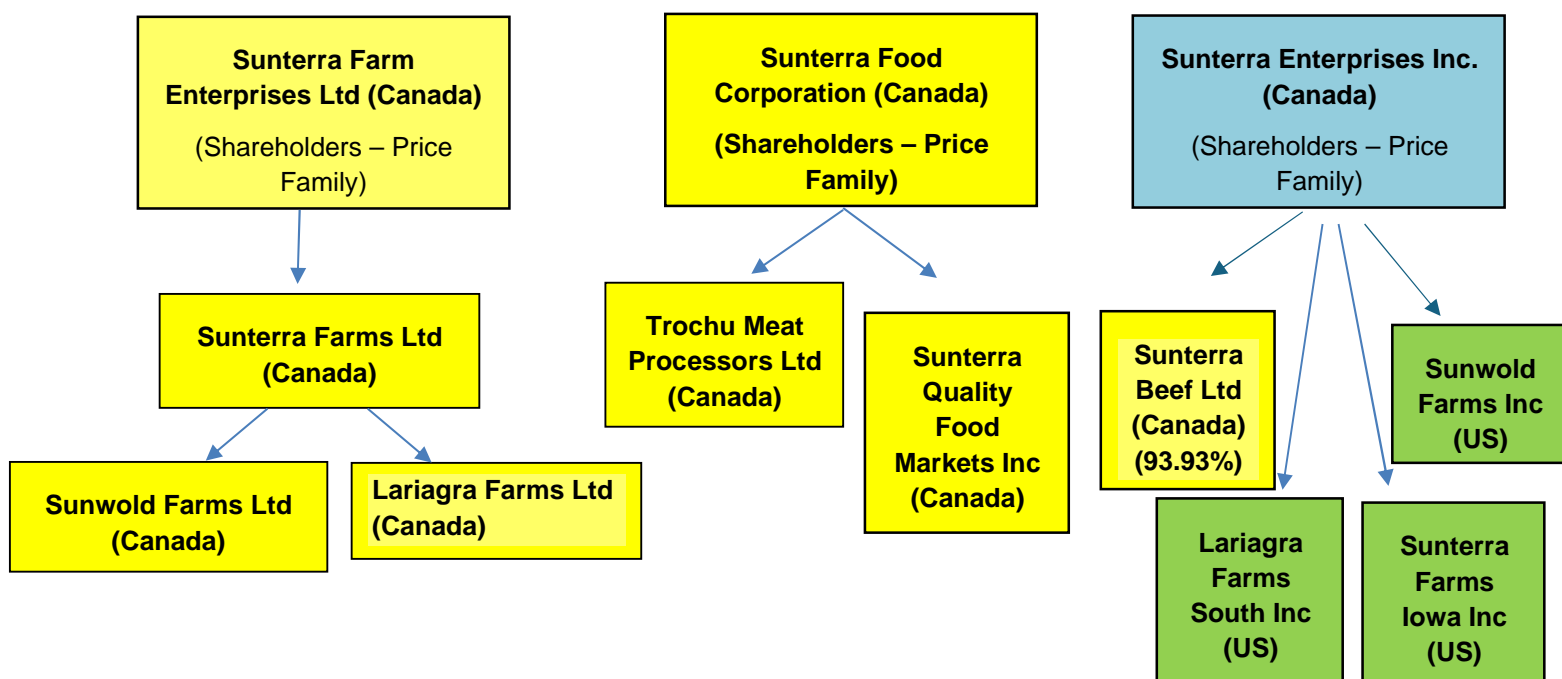 Sunterra Farm
Enterprises Ltd (Canada)
(Shareholders – Price
Family)
Sunterra Food
Corporation (Canada)
(Shareholders – Price
Family)
Sunterra Enterprises Inc.
(Canada)
(Shareholders – Price
Family)
Sunterra Farms Ltd
(Canada)
Trochu Meat
Processors Ltd
(Canada)
Sunterra
Quality
Food
Markets Inc
(Canada)
Sunterra
Beef Ltd
(Canada)
(93.93%)
Sunwold
Farms Inc
(US)
Sunwold Farms Ltd
(Canada)
Lariagra Farms Ltd
(Canada)
Lariagra
Farms
South Inc
(US)
Sunterra
Farms
Iowa Inc
(US)